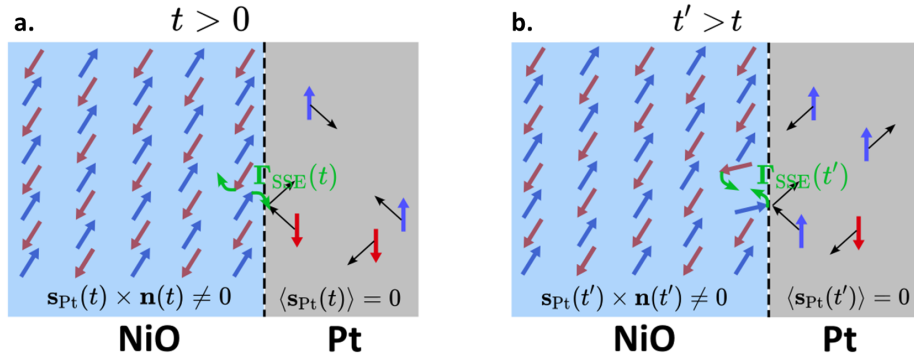 a.
t > 0
Γ_SSE(t)
s_Pt(t) × n(t) ≠ 0
⟨s_Pt(t)⟩ = 0
NiO
Pt
b.
t′ > t
Γ_SSE(t′)
s_Pt(t′) × n(t′) ≠ 0
⟨s_Pt(t′)⟩ = 0
NiO
Pt